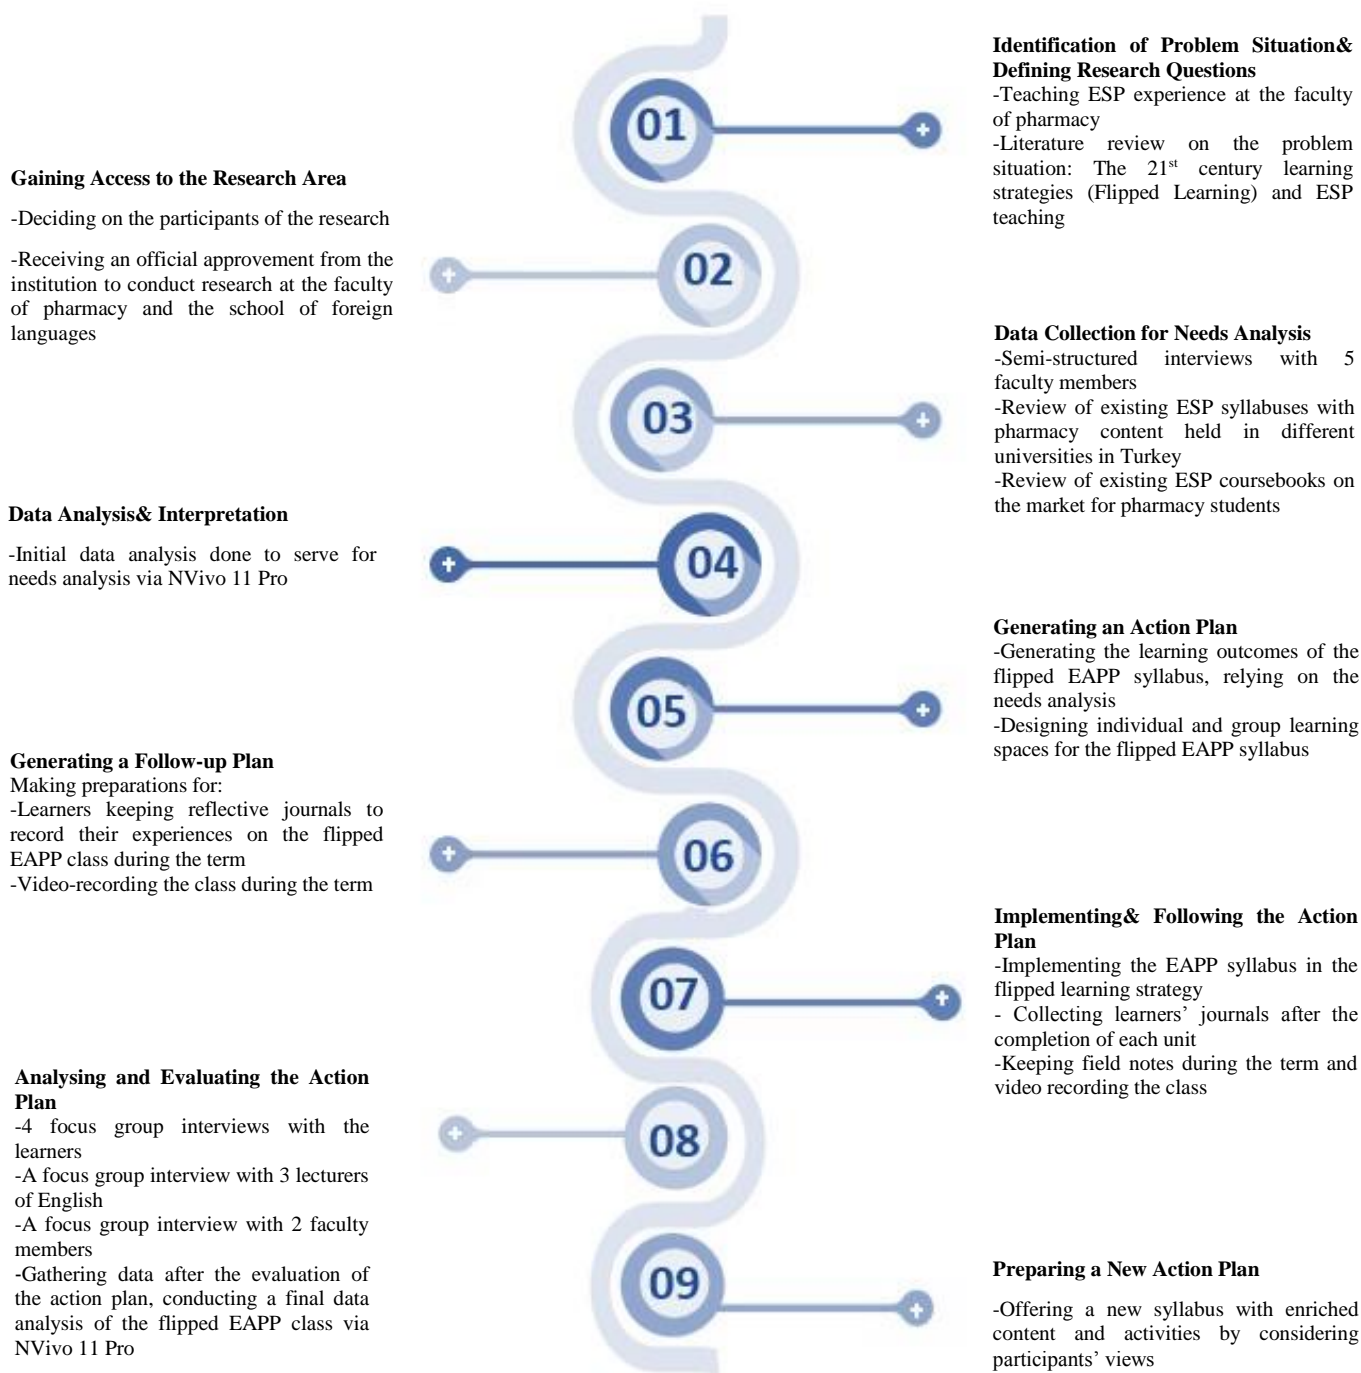 01
Identification of Problem Situation&
Defining Research Questions
-Teaching ESP experience at the faculty
of pharmacy
-Literature review on the problem
situation: The 21st century learning
strategies (Flipped Learning) and ESP
teaching
02
Gaining Access to the Research Area
-Deciding on the participants of the research
-Receiving an official approvement from the
institution to conduct research at the faculty
of pharmacy and the school of foreign
languages
03
Data Collection for Needs Analysis
-Semi-structured interviews with 5
faculty members
-Review of existing ESP syllabuses with
pharmacy content held in different
universities in Turkey
-Review of existing ESP coursebooks on
the market for pharmacy students
04
Data Analysis& Interpretation
-Initial data analysis done to serve for
needs analysis via NVivo 11 Pro
05
Generating an Action Plan
-Generating the learning outcomes of the
flipped EAPP syllabus, relying on the
needs analysis
-Designing individual and group learning
spaces for the flipped EAPP syllabus
06
Generating a Follow-up Plan
Making preparations for:
-Learners keeping reflective journals to
record their experiences on the flipped
EAPP class during the term
-Video-recording the class during the term
07
Implementing& Following the Action
Plan
-Implementing the EAPP syllabus in the
flipped learning strategy
- Collecting learners’ journals after the
completion of each unit
-Keeping field notes during the term and
video recording the class
08
Analysing and Evaluating the Action
Plan
-4 focus group interviews with the
learners
-A focus group interview with 3 lecturers
of English
-A focus group interview with 2 faculty
members
-Gathering data after the evaluation of
the action plan, conducting a final data
analysis of the flipped EAPP class via
NVivo 11 Pro
09
Preparing a New Action Plan
-Offering a new syllabus with enriched
content and activities by considering
participants’ views